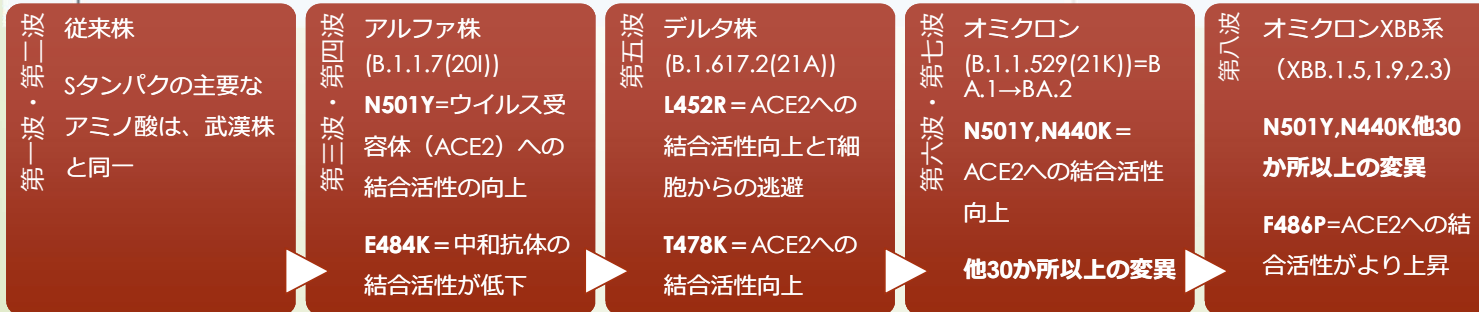 第一波・第二波
従来株
Sタンパクの主要な
アミノ酸は、武漢株
と同一
第三波・第四波
アルファ株
(B.1.1.7(20I))
N501Y=ウイルス受
容体（ACE2）への
結合活性の向上
E484K＝中和抗体の
結合活性が低下
第五波
デルタ株
(B.1.617.2(21A))
L452R＝ACE2への
結合活性向上とT細
胞からの逃避
T478K＝ACE2への
結合活性向上
第六波・第七波
オミクロン
(B.1.1.529(21K))=B
A.1→BA.2
N501Y,N440K＝
ACE2への結合活性
向上
他30か所以上の変異
第八波
オミクロンXBB系
（XBB.1.5,1.9,2.3）
N501Y,N440K他30
か所以上の変異
F486P=ACE2への結
合活性がより上昇